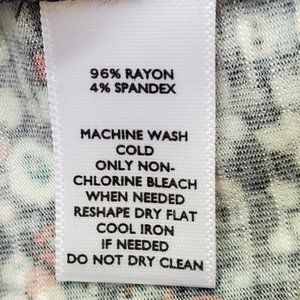 96% RAYON
4% SPANDEX
MACHINE WASH
COLD
ONLY NON-
CHLORINE BLEACH
WHEN NEEDED
RESHAPE DRY FLAT
COOL IRON
IF NEEDED
DO NOT DRY CLEAN